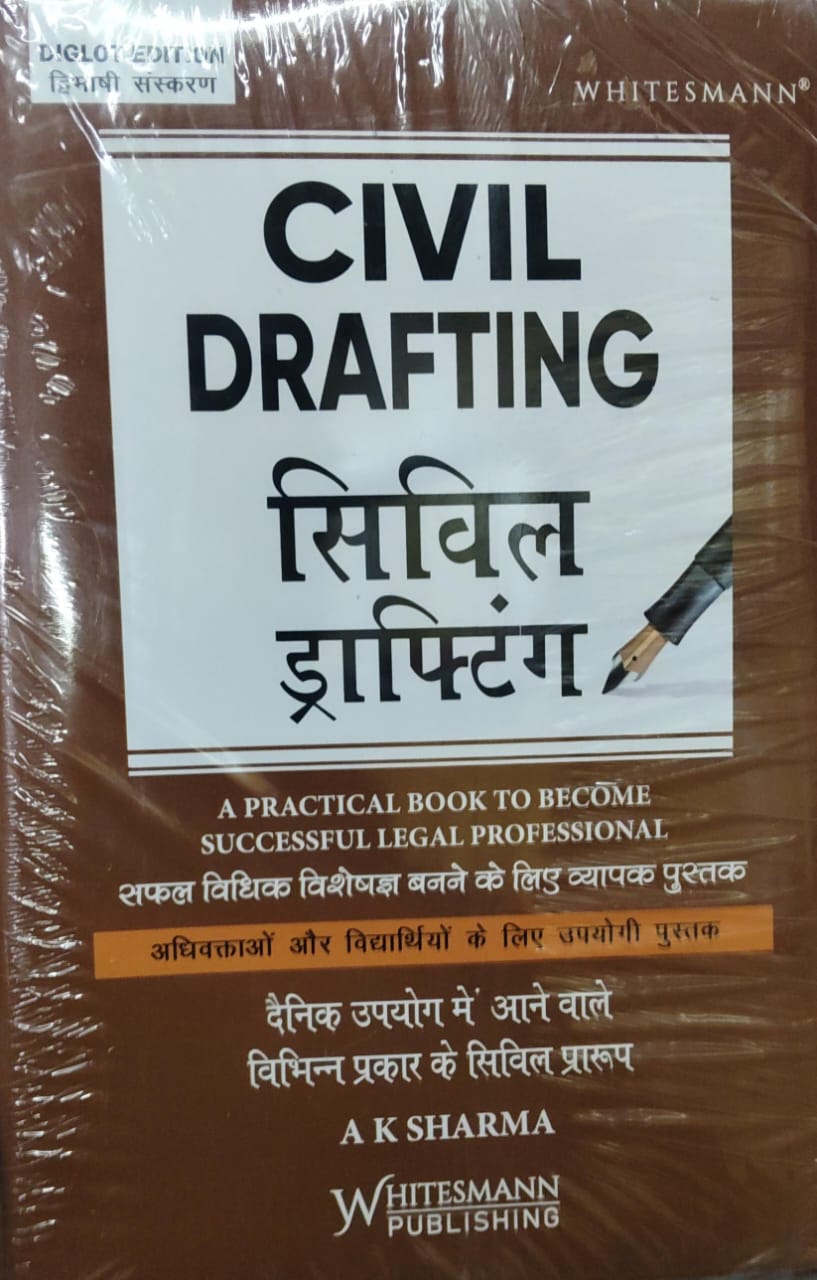 DIGLOT EDITION
द्विभाषी संस्करण
WHITESMANN®
CIVIL
DRAFTING
सिविल
ड्राफ्टिंग
A PRACTICAL BOOK TO BECOME
SUCCESSFUL LEGAL PROFESSIONAL
सफल विधिक विशेषज्ञ बनने के लिए व्यापक पुस्तक
अधिवक्ताओं और विद्यार्थियों के लिए उपयोगी पुस्तक
दैनिक उपयोग में आने वाले
विभिन्न प्रकार के सिविल प्रारूप
A K SHARMA
WHITESMANN
PUBLISHING